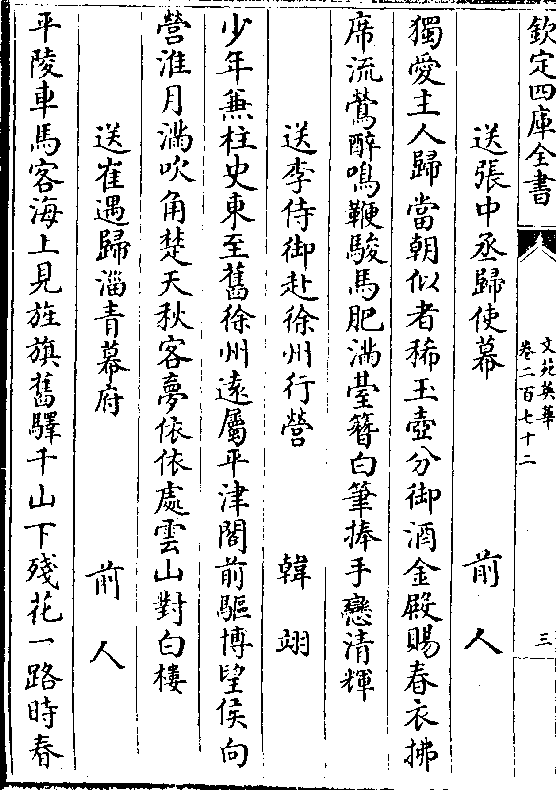 欽定四庫全書
文苑英華
卷二百七十二
三
送張中丞歸使幕 前人
獨愛主人歸當朝似者稀玉壺分御酒金殿賜春衣拂
席流鶯醉鳴鞭駿馬肥滿臺簪白筆捧手戀清輝
送李侍御赴徐州行營 韓翃
少年兼柱史東至舊徐州遠屬平津閣前驅博望侯向
營淮月滿吹角楚天秋客夢依依處雲山對白樓
送崔遇歸淄青幕府 前人
平陵車馬客海上見旌旗舊驛千山下殘花一路時春